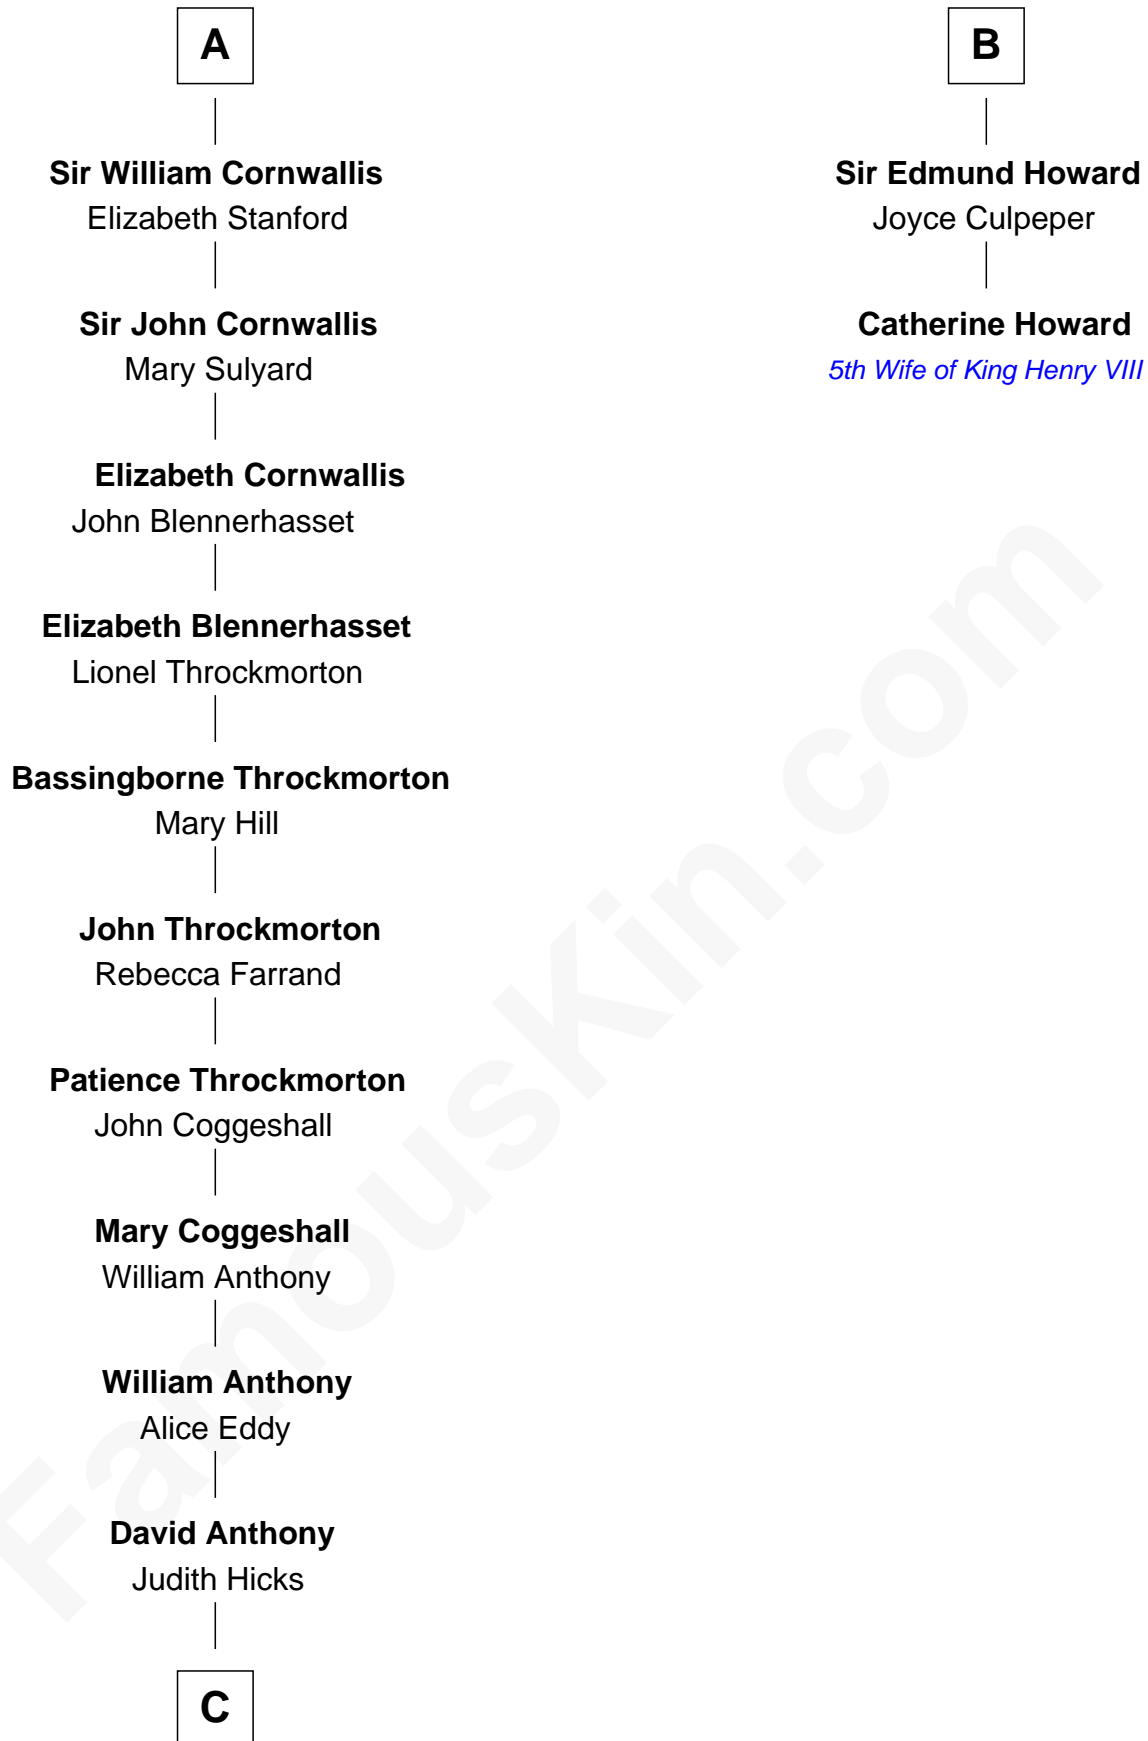 A
Sir William Cornwallis
Elizabeth Stanford
Sir John Cornwallis
Mary Sulyard
Elizabeth Cornwallis
John Blennerhasset
Elizabeth Blennerhasset
Lionel Throckmorton
Bassingborne Throckmorton
Mary Hill
John Throckmorton
Rebecca Farrand
Patience Throckmorton
John Coggeshall
Mary Coggeshall
William Anthony
William Anthony
Alice Eddy
David Anthony
Judith Hicks
C
B
Sir Edmund Howard
Joyce Culpeper
Catherine Howard
5th Wife of King Henry VIII
FamousKin.com